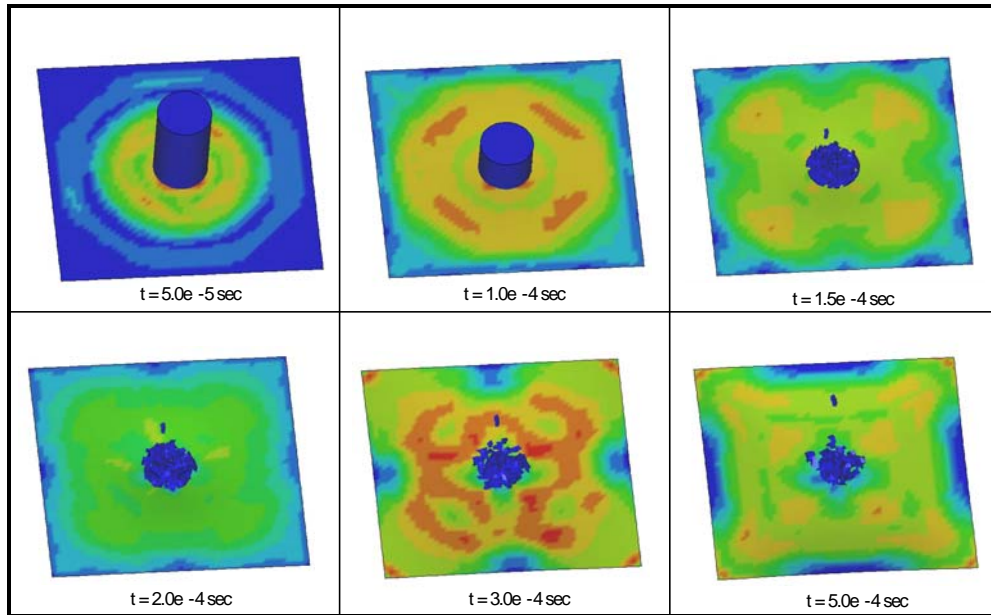 t = 5.0e -5 sec
t = 1.0e -4 sec
t = 1.5e -4 sec
t = 2.0e -4 sec
t = 3.0e -4 sec
t = 5.0e -4 sec